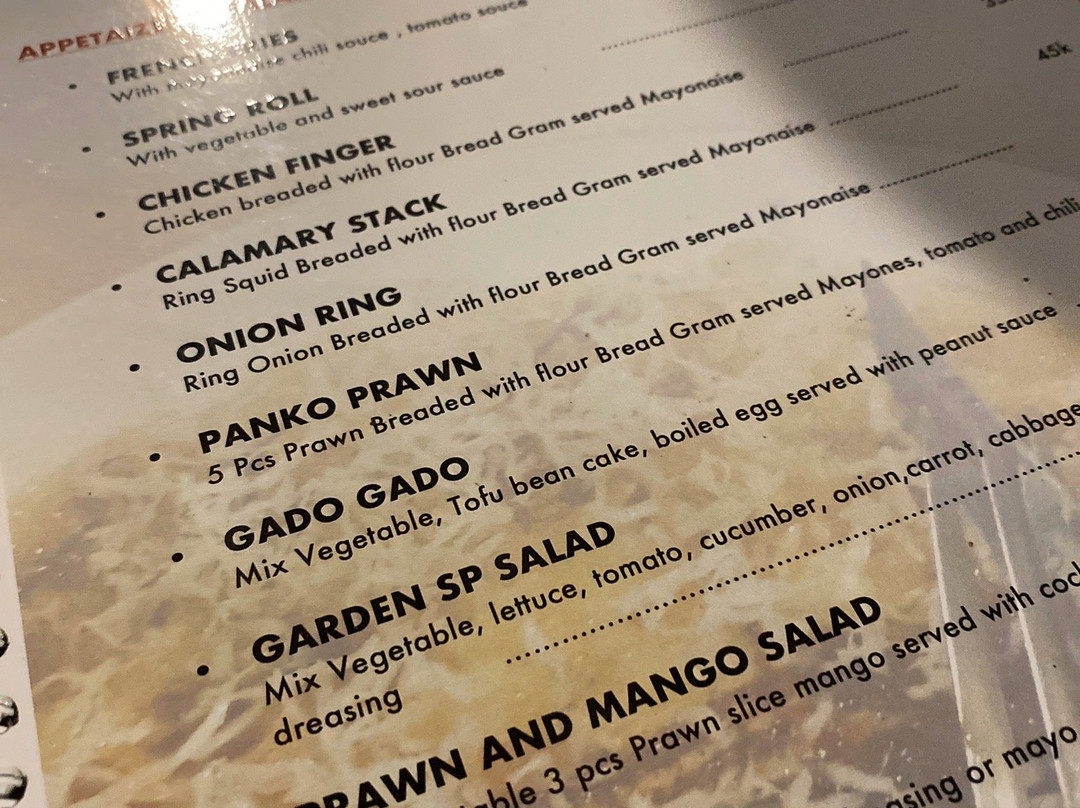 FRENCH FRIES
With chili souce , tomato souce
SPRING ROLL
With vegetable and sweet sour sauce
CHICKEN FINGER
Chicken breaded with flour Bread Gram served Mayonaise
45k
CALAMARY STACK
Ring Squid Breaded with flour Bread Gram served Mayonaise
ONION RING
Ring Onion Breaded with flour Bread Gram served Mayonaise
PANKO PRAWN
5 Pcs Prawn Breaded with flour Bread Gram served Mayones, tomato and chili
GADO GADO
Mix Vegetable, Tofu bean cake, boiled egg served with peanut sauce
GARDEN SP SALAD
Mix Vegetable, lettuce, tomato, cucumber, onion,carrot, cabbage
dreasing
PRAWN AND MANGO SALAD
3 pcs Prawn slice mango served with
or mayo